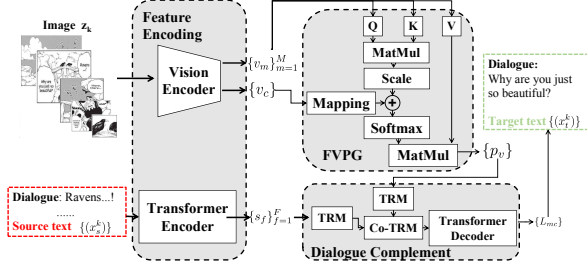 Image z_k
Feature
Encoding
Vision
Encoder
{v_m}_{m=1}^M
{v_c}
Q K V
MatMul
Scale
Mapping
+
Softmax
MatMul
FVPG
{p_v}
Dialogue:
Why are you just
so beautiful?
Target text {(x_t^k)}
Dialogue: Ravens...!
......
Source text {(x_s^k)}
Transformer
Encoder
{s_f}_{f=1}^F
TRM
TRM
Co-TRM
Transformer
Decoder
{L_{mc}}
Dialogue Complement